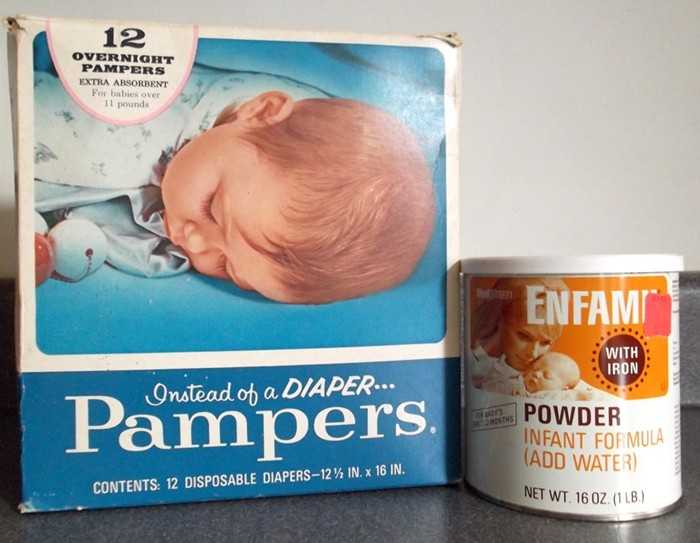 12
OVERNIGHT
PAMPERS
EXTRA ABSORBENT
For babies over
11 pounds
Instead of a DIAPER...
Pampers®
CONTENTS: 12 DISPOSABLE DIAPERS—12½ IN. x 16 IN.
ENFAMI
WITH
IRON
POWDER
INFANT FORMULA
(ADD WATER)
NET WT. 16 OZ. (1 LB.)